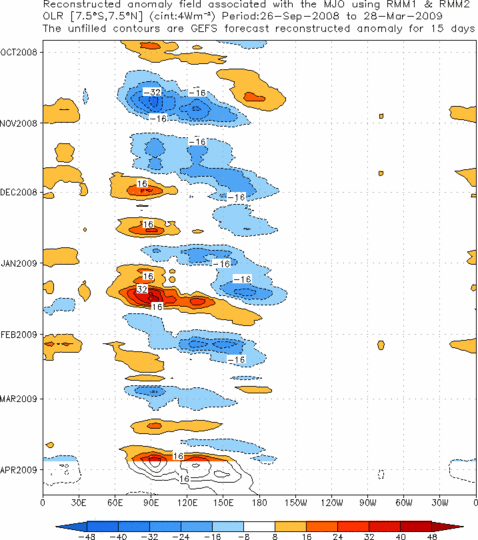 Reconstructed anomaly field associated with the MJO using RMM1 & RMM2
OLR [7.5°S,7.5°N] (cint:4Wm⁻²) Period:26-Sep-2008 to 28-Mar-2009
The unfilled contours are GEFS forecast reconstructed anomaly for 15 days
OCT2008
-32
-16
-16
NOV2008
-16
DEC2008
16
-16
16
JAN2009
-16
16
32
-16
16
FEB2009
-16
MAR2009
16
APR2009
16
0 30E 60E 90E 120E 150E 180 150W 120W 90W 60W 30W 0
-48 -40 -32 -24 -16 -8 8 16 24 32 40 48